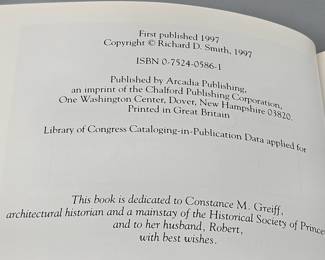 First published 1997
Copyright © Richard D. Smith, 1997
ISBN 0-7524-0586-1
Published by Arcadia Publishing,
an imprint of the Chalford Publishing Corporation,
One Washington Center, Dover, New Hampshire 03820.
Printed in Great Britain
Library of Congress Cataloging-in-Publication Data applied for
This book is dedicated to Constance M. Greiff,
architectural historian and a mainstay of the Historical Society of Prince
and to her husband, Robert,
with best wishes.